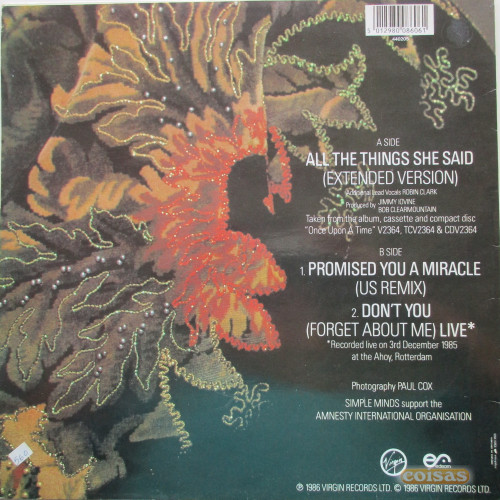 5 012980 086061
A SIDE
ALL THE THINGS SHE SAID
(EXTENDED VERSION)
Additional Lead Vocals ROBIN CLARK
Produced by JIMMY IOVINE
BOB CLEARMOUNTAIN
Taken from the album, cassette and compact disc
"Once Upon A Time" V2364, TCV2364 & CDV2364
B SIDE
1. PROMISED YOU A MIRACLE
(US REMIX)
2. DON'T YOU
(FORGET ABOUT ME) LIVE*
*Recorded live on 3rd December 1985
at the Ahoy, Rotterdam
Photography PAUL COX
SIMPLE MINDS support the
AMNESTY INTERNATIONAL ORGANISATION
Virgin
coisas
℗ 1986 VIRGIN RECORDS LTD. © 1986 VIRGIN RECORDS LTD.